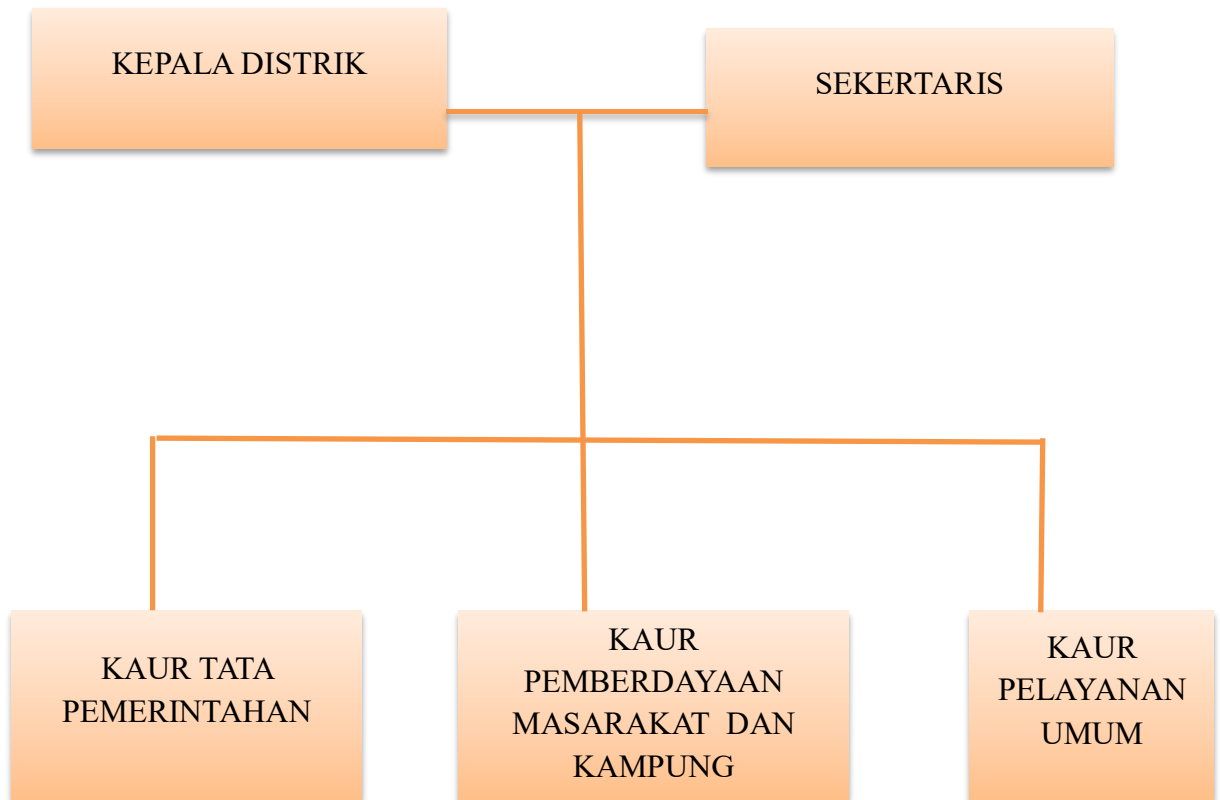 KEPALA DISTRIK
SEKERTARIS
KAUR TATA
PEMERINTAHAN
KAUR
PEMBERDAYAAN
MASARAKAT DAN
KAMPUNG
KAUR
PELAYANAN
UMUM